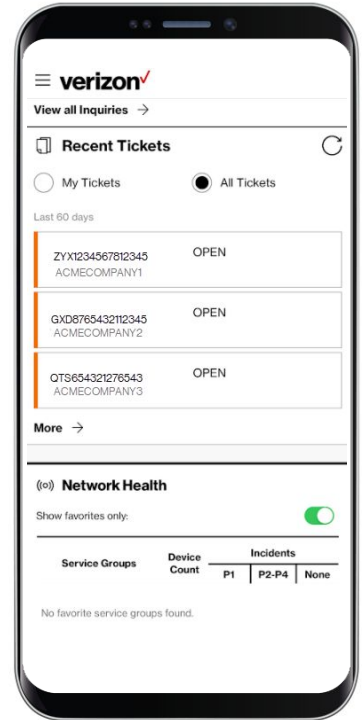 verizon
View all Inquiries →
Recent Tickets
My Tickets All Tickets
Last 60 days
ZYX1234567812345 OPEN
ACMECOMPANY1
GXD8765432112345 OPEN
ACMECOMPANY2
QTS654321276543 OPEN
ACMECOMPANY3
More →
Network Health
Show favorites only:
Service Groups Device Count Incidents
P1 P2-P4 None
No favorite service groups found.